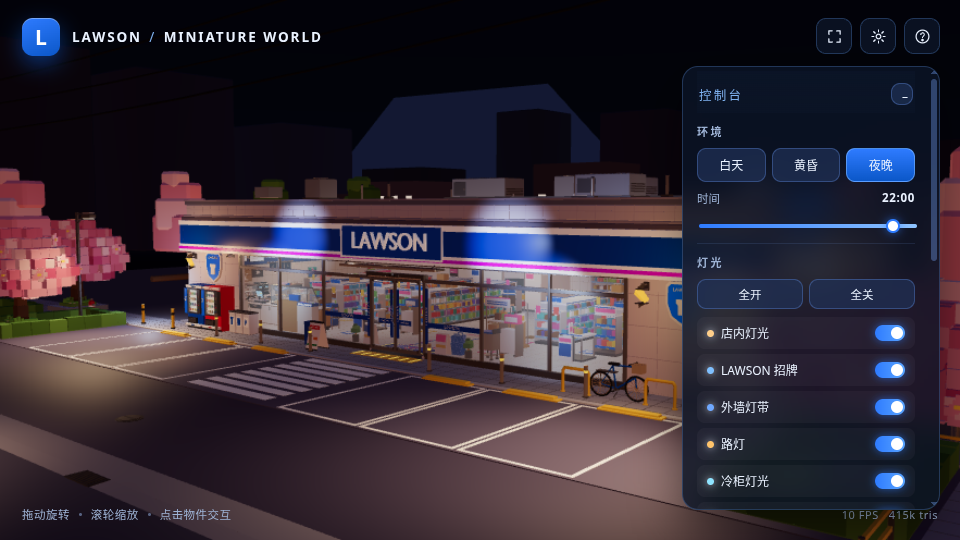 L
LAWSON / MINIATURE WORLD
控制台
环境
白天
黄昏
夜晚
时间
22:00
灯光
全开
全关
店内灯光
LAWSON 招牌
外墙灯带
路灯
冷柜灯光
LAWSON
拖动旋转 • 滚轮缩放 • 点击物件交互
10 FPS 415k tris